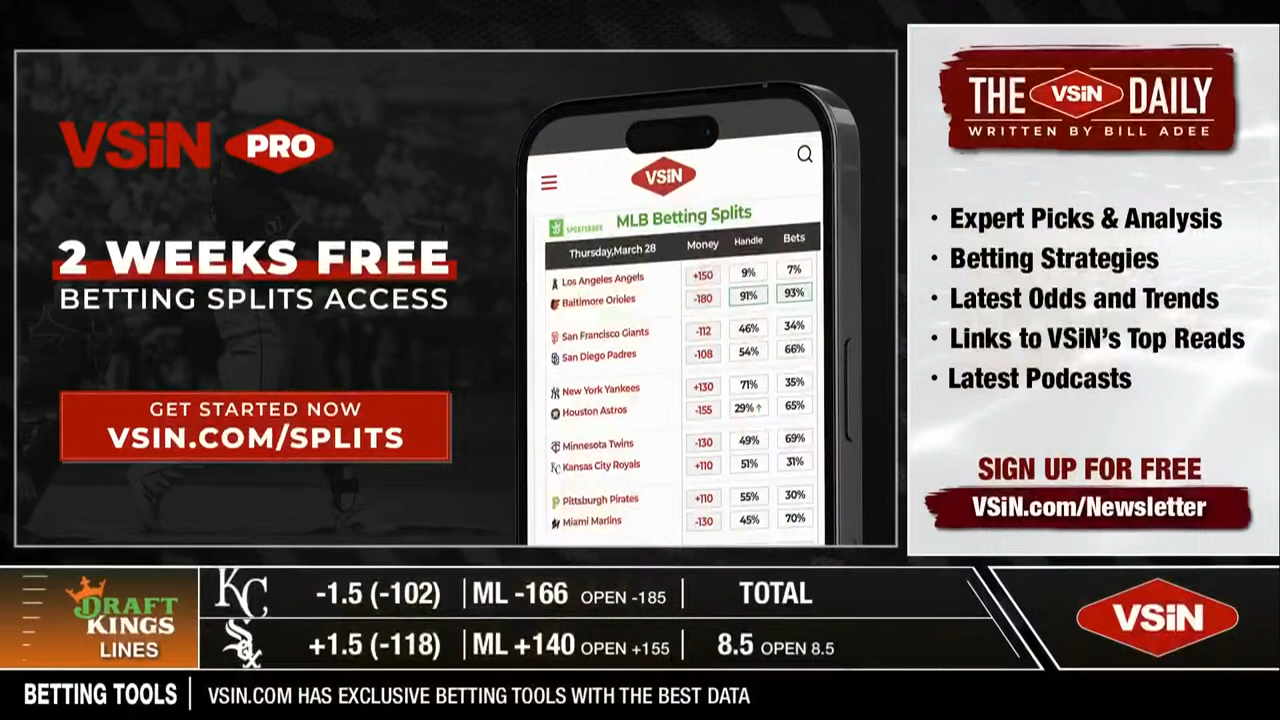 VSiN PRO
2 WEEKS FREE
BETTING SPLITS ACCESS
GET STARTED NOW
VSIN.COM/SPLITS
VSiN
SPORTSBOOK MLB Betting Splits
Thursday,March 28 Money Handle Bets
Los Angeles Angels +150 9% 7%
Baltimore Orioles -180 91% 93%
San Francisco Giants -112 46% 34%
San Diego Padres -108 54% 66%
New York Yankees +130 71% 35%
Houston Astros -155 29% ↑ 65%
Minnesota Twins -130 49% 69%
KC Kansas City Royals +110 51% 31%
P Pittsburgh Pirates +110 55% 30%
Miami Marlins -130 45% 70%
THE VSiN DAILY
WRITTEN BY BILL ADEE
· Expert Picks & Analysis
· Betting Strategies
· Latest Odds and Trends
· Links to VSiN's Top Reads
· Latest Podcasts
SIGN UP FOR FREE
VSiN.com/Newsletter
DRAFT
KINGS
LINES
KC -1.5 (-102) ML -166 OPEN -185 TOTAL
Sox +1.5 (-118) ML +140 OPEN +155 8.5 OPEN 8.5
VSiN
BETTING TOOLS VSIN.COM HAS EXCLUSIVE BETTING TOOLS WITH THE BEST DATA